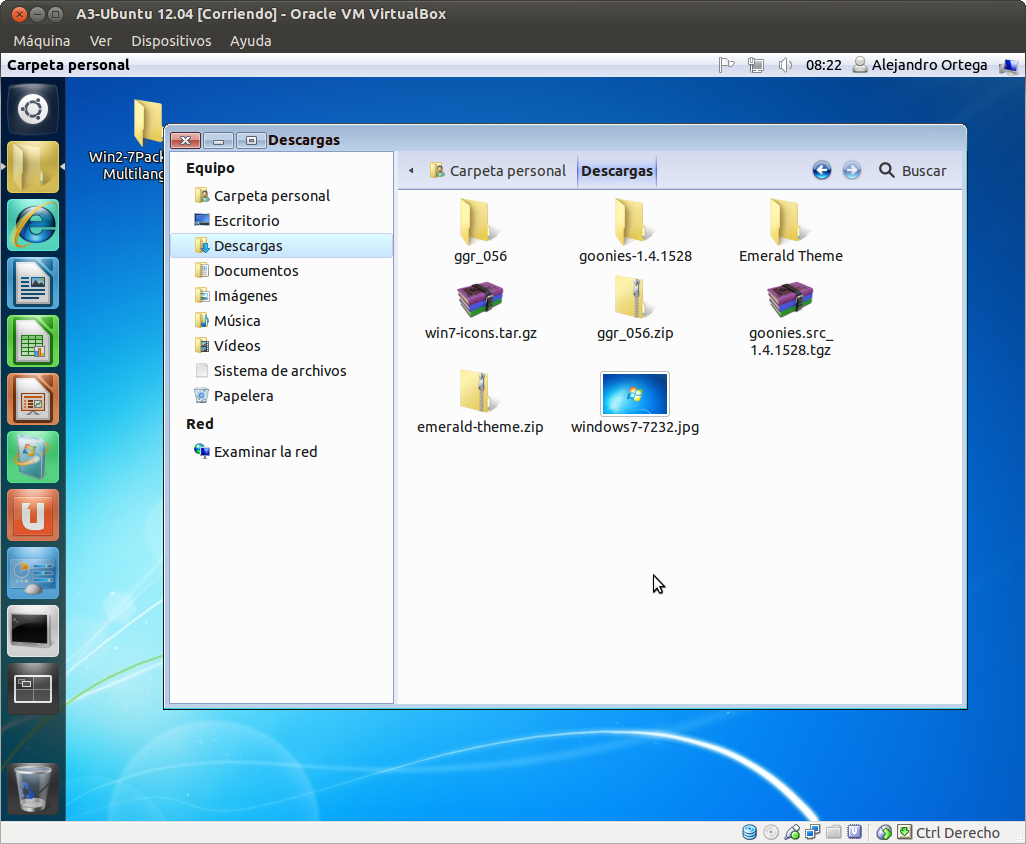 A3-Ubuntu 12.04 [Corriendo] - Oracle VM VirtualBox
Máquina Ver Dispositivos Ayuda
Carpeta personal 08:22 Alejandro Ortega
Win2-7Pack
Multilang
Descargas
Equipo
Carpeta personal
Escritorio
Descargas
Documentos
Imágenes
Música
Vídeos
Sistema de archivos
Papelera
Red
Examinar la red
Carpeta personal Descargas Buscar
ggr_056 goonies-1.4.1528 Emerald Theme
win7-icons.tar.gz ggr_056.zip goonies.src_
1.4.1528.tgz
emerald-theme.zip windows7-7232.jpg
Ctrl Derecho